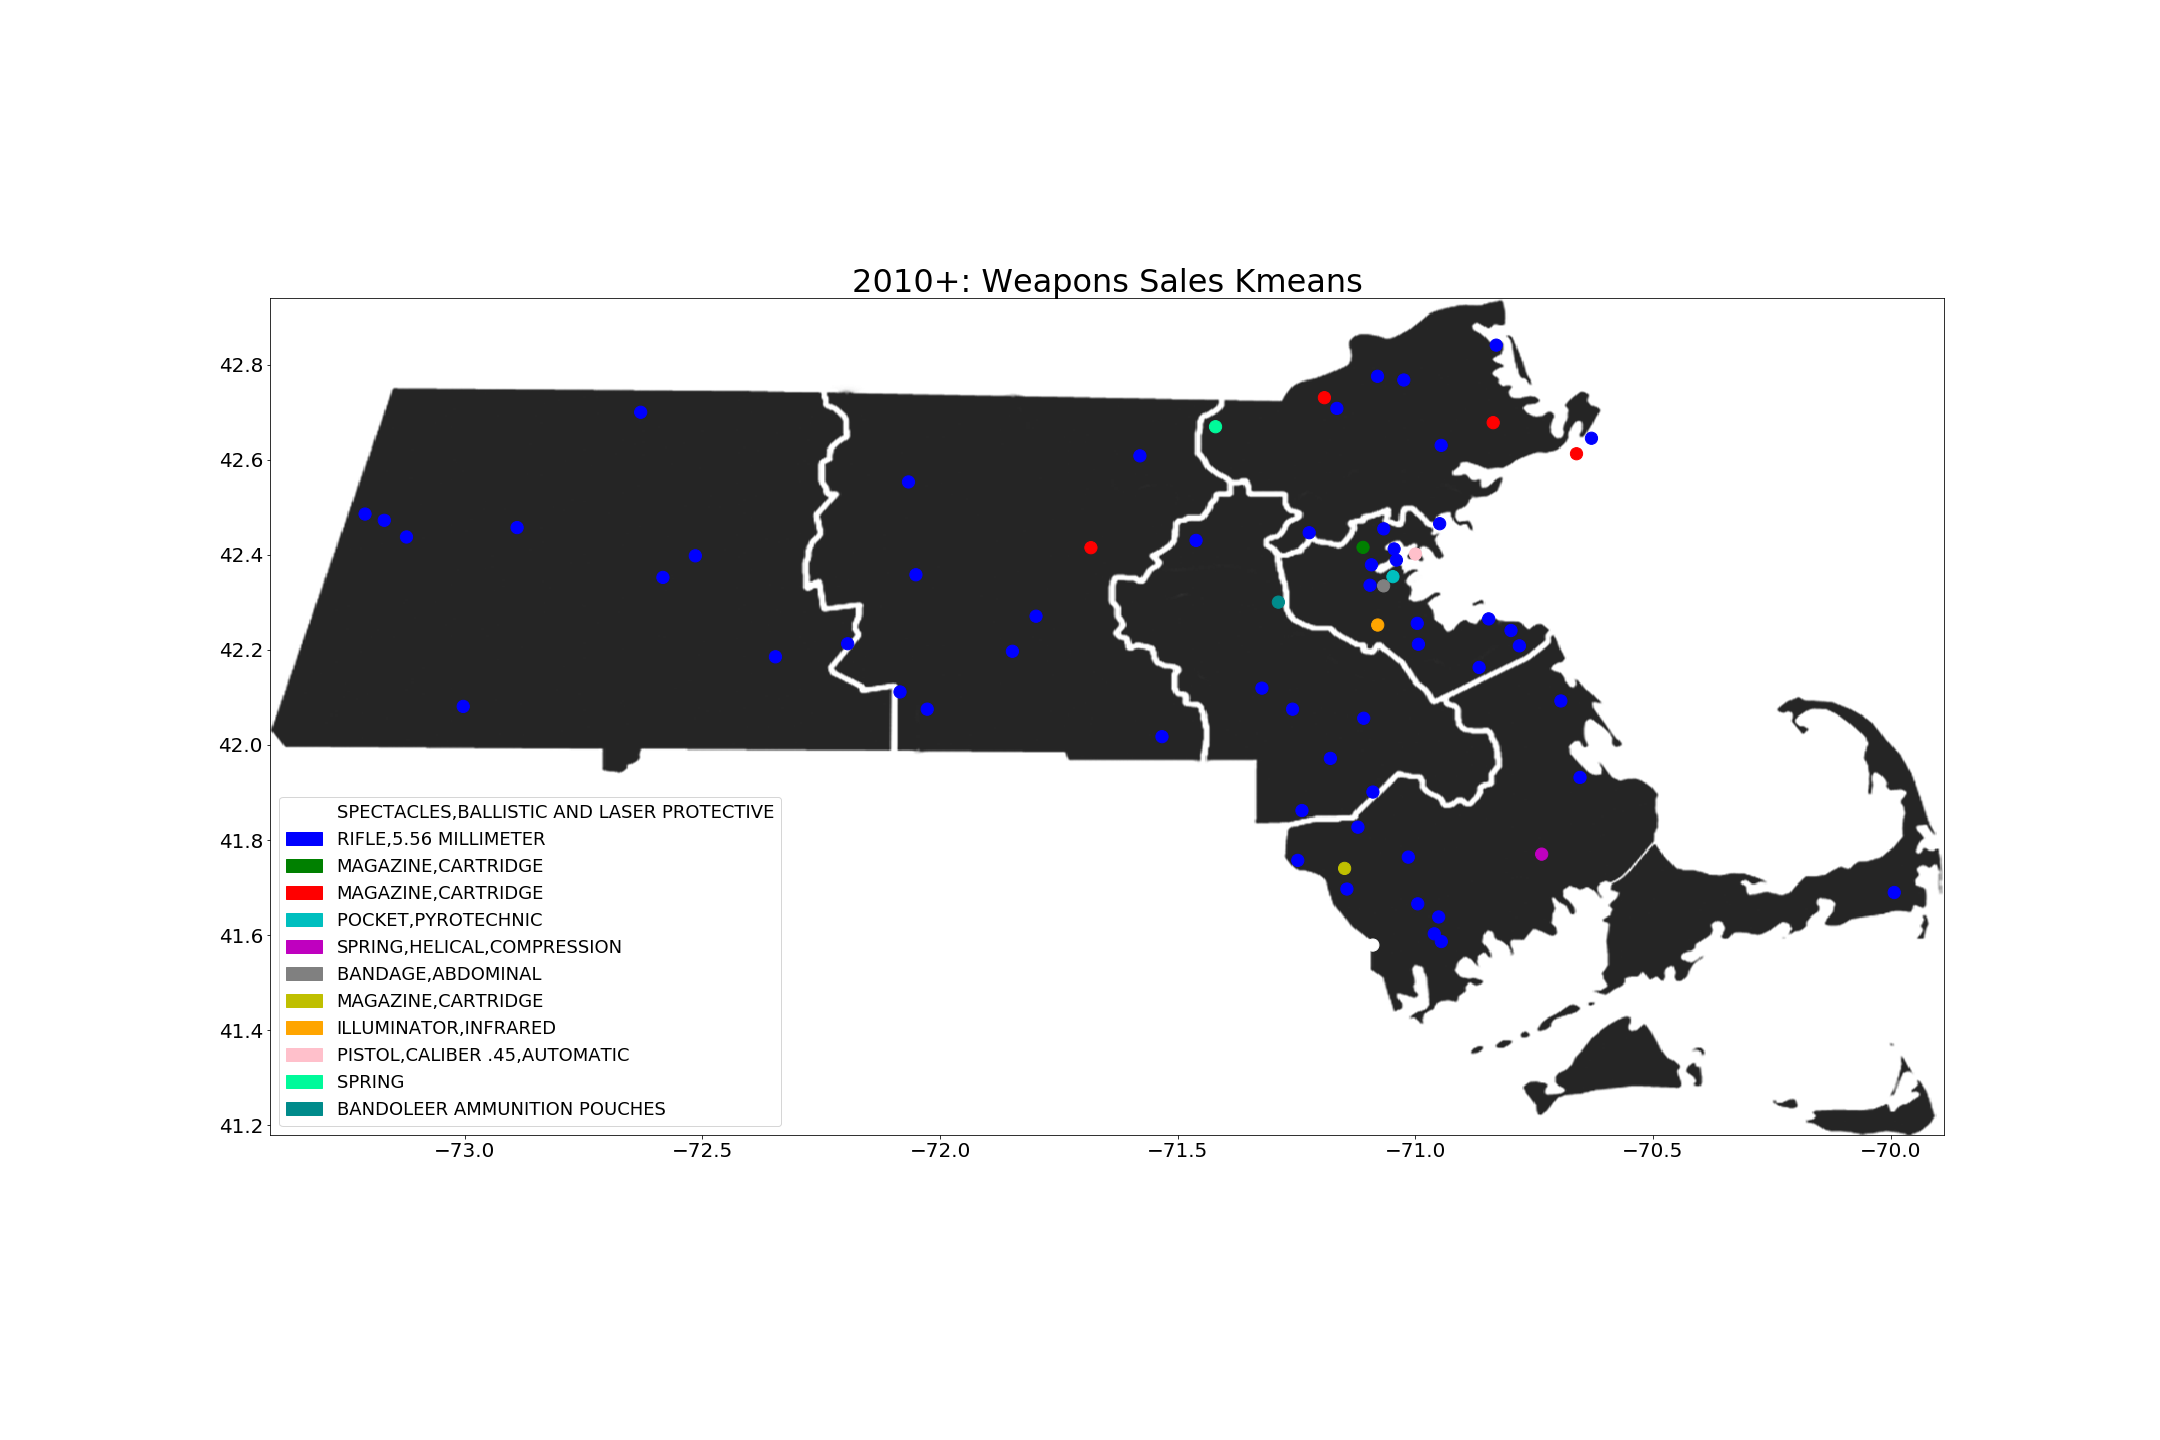 2010+: Weapons Sales Kmeans
42.8
42.6
42.4
42.2
42.0
41.8
41.6
41.4
41.2
SPECTACLES,BALLISTIC AND LASER PROTECTIVE
RIFLE,5.56 MILLIMETER
MAGAZINE,CARTRIDGE
MAGAZINE,CARTRIDGE
POCKET,PYROTECHNIC
SPRING,HELICAL,COMPRESSION
BANDAGE,ABDOMINAL
MAGAZINE,CARTRIDGE
ILLUMINATOR,INFRARED
PISTOL,CALIBER .45,AUTOMATIC
SPRING
BANDOLEER AMMUNITION POUCHES
−73.0 −72.5 −72.0 −71.5 −71.0 −70.5 −70.0